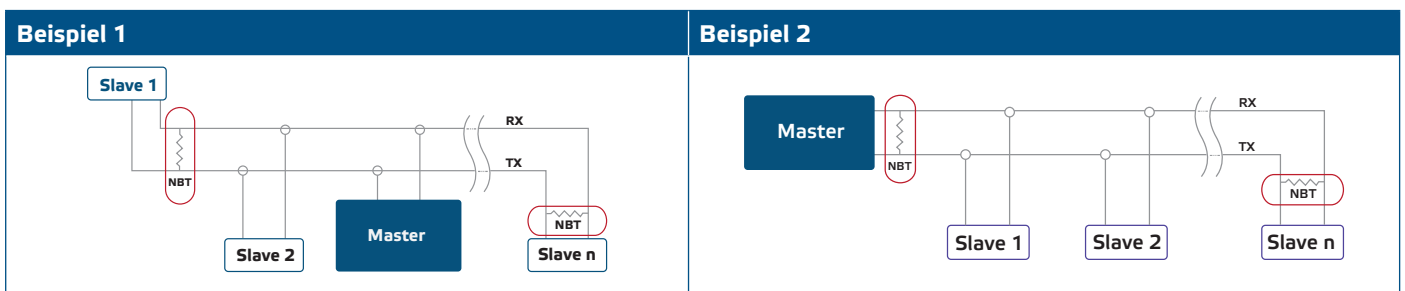 Beispiel 1
Slave 1
RX
TX
NBT
NBT
Master
Slave 2
Slave n
Beispiel 2
RX
Master
TX
NBT
NBT
Slave 1
Slave 2
Slave n